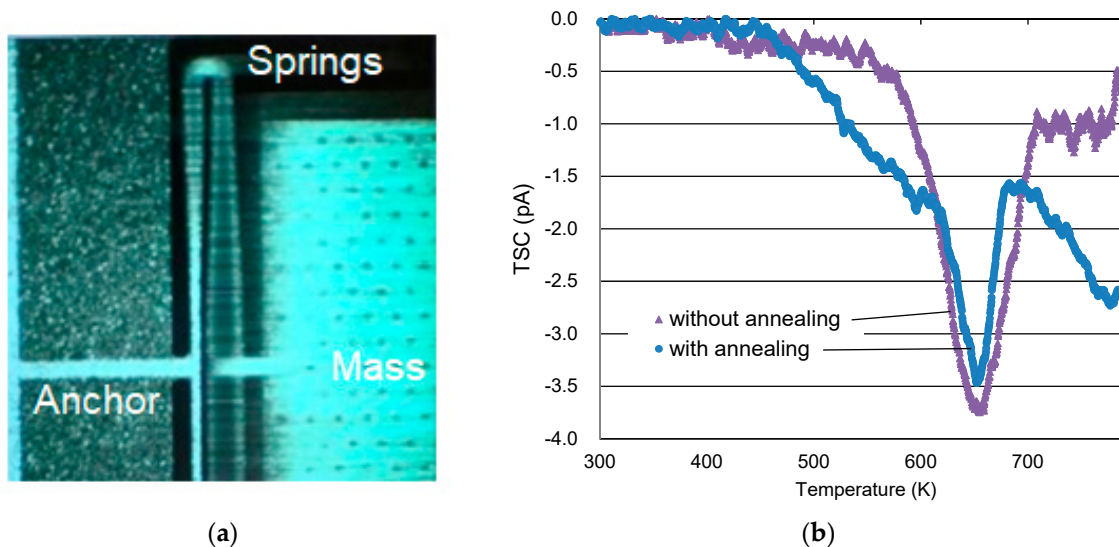 Springs
Anchor
Mass
(a)
0.0
-0.5
-1.0
-1.5
-2.0
-2.5
-3.0
-3.5
-4.0
TSC (pA)
without annealing
with annealing
300 400 500 600 700
Temperature (K)
(b)